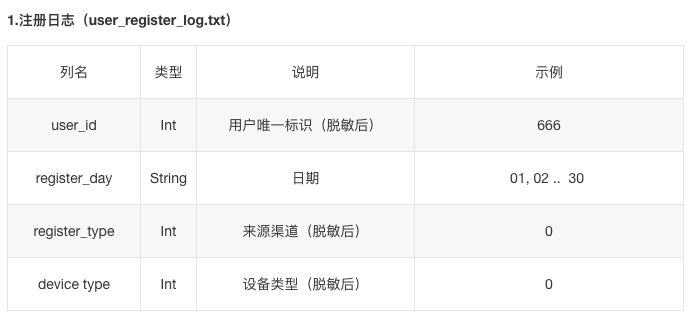 1.注册日志（user_register_log.txt）
列名 类型 说明 示例
user_id Int 用户唯一标识（脱敏后） 666
register_day String 日期 01, 02 .. 30
register_type Int 来源渠道（脱敏后） 0
device type Int 设备类型（脱敏后） 0